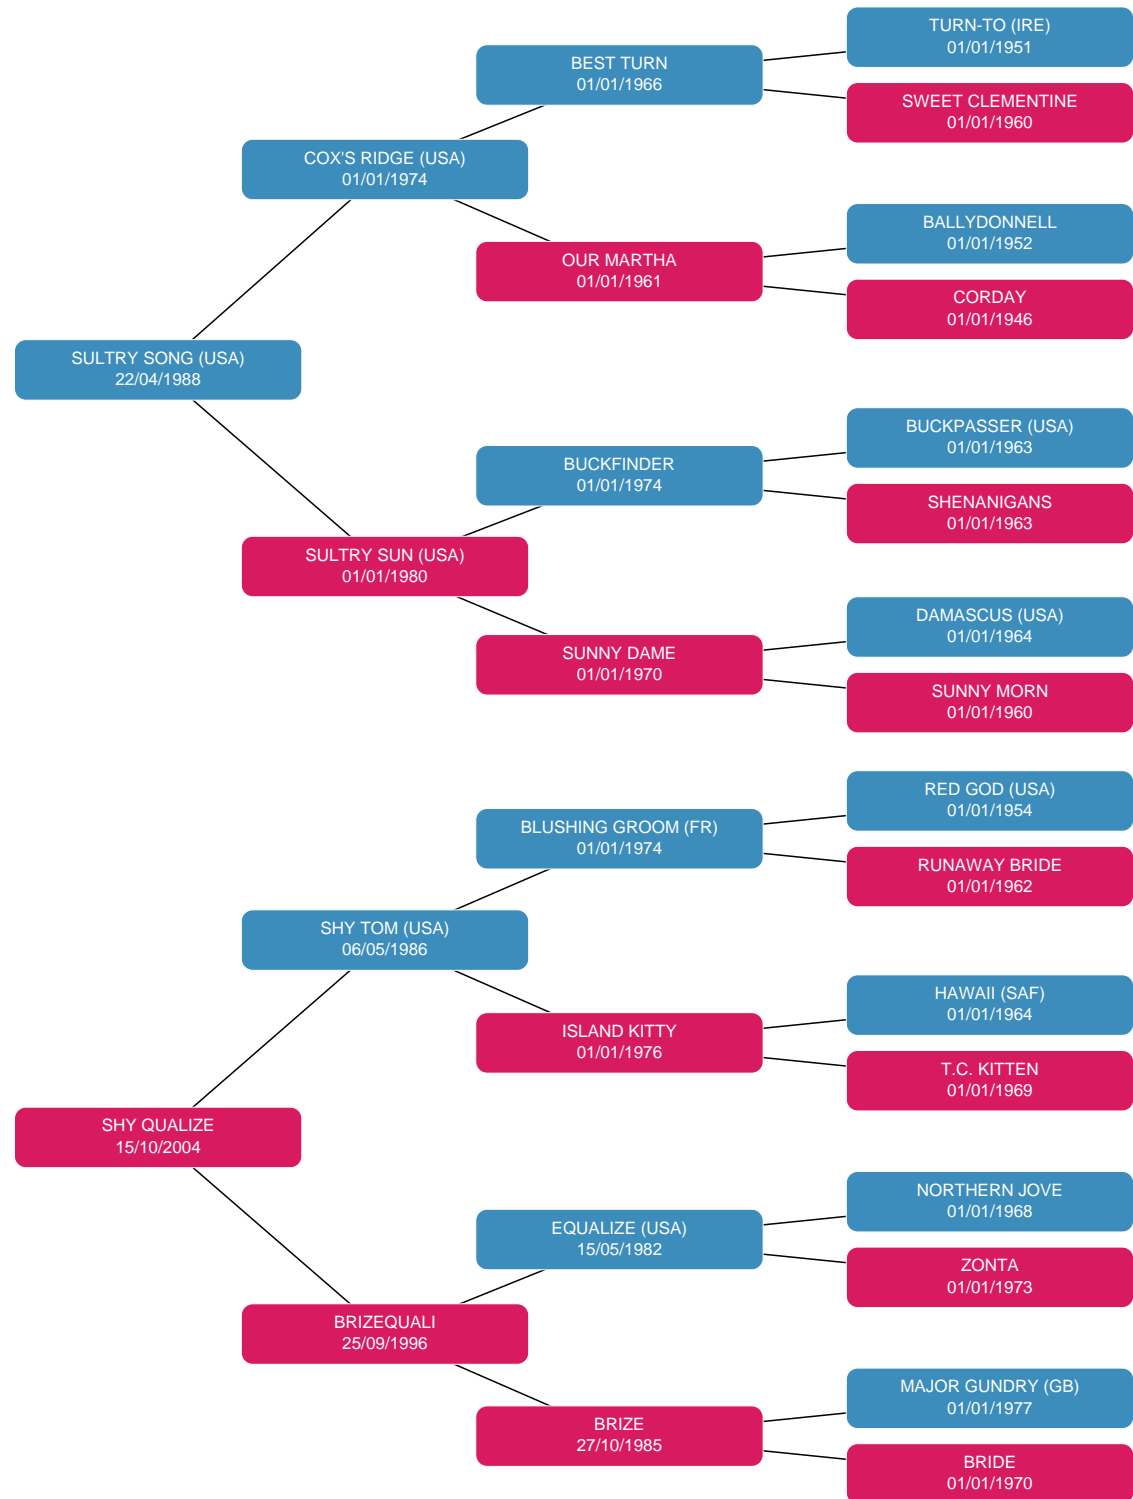 TURN-TO (IRE)
01/01/1951
BEST TURN
01/01/1966
SWEET CLEMENTINE
01/01/1960
COX'S RIDGE (USA)
01/01/1974
BALLYDONNELL
01/01/1952
OUR MARTHA
01/01/1961
CORDAY
01/01/1946
SULTRY SONG (USA)
22/04/1988
BUCKPASSER (USA)
01/01/1963
BUCKFINDER
01/01/1974
SHENANIGANS
01/01/1963
SULTRY SUN (USA)
01/01/1980
DAMASCUS (USA)
01/01/1964
SUNNY DAME
01/01/1970
SUNNY MORN
01/01/1960
RED GOD (USA)
01/01/1954
BLUSHING GROOM (FR)
01/01/1974
RUNAWAY BRIDE
01/01/1962
SHY TOM (USA)
06/05/1986
HAWAII (SAF)
01/01/1964
ISLAND KITTY
01/01/1976
T.C. KITTEN
01/01/1969
SHY QUALIZE
15/10/2004
NORTHERN JOVE
01/01/1968
EQUALIZE (USA)
15/05/1982
ZONTA
01/01/1973
BRIZEQUALI
25/09/1996
MAJOR GUNDRY (GB)
01/01/1977
BRIZE
27/10/1985
BRIDE
01/01/1970